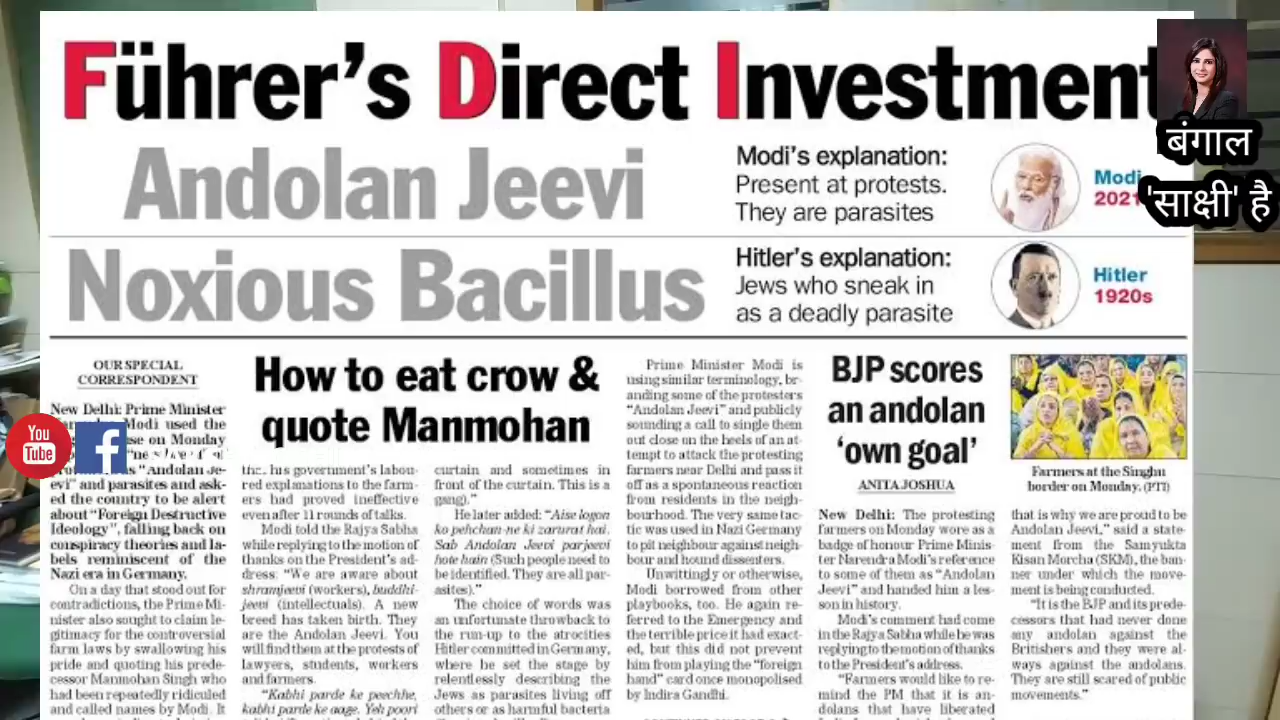 Führer's Direct Investment
Andolan Jeevi
Modi's explanation:
Present at protests.
They are parasites
Modi
2021
बंगाल
'साक्षी' है
Noxious Bacillus
Hitler's explanation:
Jews who sneak in
as a deadly parasite
Hitler
1920s
OUR SPECIAL
CORRESPONDENT
New Delhi: Prime Minister
Modi used the
se on Monday
as "Andolan Je-
evi" and parasites and ask-
ed the country to be alert
about "Foreign Destructive
Ideology", falling back on
conspiracy theories and la-
bels reminiscent of the
Nazi era in Germany.
On a day that stood out for
contradictions, the Prime Mi-
nister also sought to claim le-
gitimacy for the controversial
farm laws by swallowing his
pride and quoting his prede-
cessor Manmohan Singh who
had been repeatedly ridiculed
and called names by Modi. It
You
Tube
f
How to eat crow &
quote Manmohan
his government's labou-
red explanations to the farm-
ers had proved ineffective
even after 11 rounds of talks.
Modi told the Rajya Sabha
while replying to the motion of
thanks on the President's ad-
dress: "We are aware about
shramjeevi (workers), buddhi-
jeevi (intellectuals). A new
breed has taken birth. They
are the Andolan Jeevi. You
will find them at the protests of
lawyers, students, workers
and farmers.
"Kabhi parde ke peechhe,
kabhi parde ke aage. Yeh poori
curtain and sometimes in
front of the curtain. This is a
gang)."
He later added: "Aise logon
ko pehchan-ne ki zarurat hai.
Sab Andolan Jeevi parjeevi
hote hain (Such people need to
be identified. They are all par-
asites)."
The choice of words was
an unfortunate throwback to
the run-up to the atrocities
Hitler committed in Germany,
where he set the stage by
relentlessly describing the
Jews as parasites living off
others or as harmful bacteria
Prime Minister Modi is
using similar terminology, br-
anding some of the protesters
"Andolan Jeevi" and publicly
sounding a call to single them
out close on the heels of an at-
tempt to attack the protesting
farmers near Delhi and pass it
off as a spontaneous reaction
from residents in the neigh-
bourhood. The very same tac-
tic was used in Nazi Germany
to pit neighbour against neigh-
bour and hound dissenters.
Unwittingly or otherwise,
Modi borrowed from other
playbooks, too. He again re-
ferred to the Emergency and
the terrible price it had exact-
ed, but this did not prevent
him from playing the "foreign
hand" card once monopolised
by Indira Gandhi.
BJP scores
an andolan
'own goal'
ANITA JOSHUA
New Delhi: The protesting
farmers on Monday wore as a
badge of honour Prime Minis-
ter Narendra Modi's reference
to some of them as "Andolan
Jeevi" and handed him a les-
son in history.
Modi's comment had come
in the Rajya Sabha while he was
replying to the motion of thanks
to the President's address.
"Farmers would like to re-
mind the PM that it is an-
dolans that have liberated
Farmers at the Singhu
border on Monday. (PTI)
that is why we are proud to be
Andolan Jeevi," said a state-
ment from the Samyukta
Kisan Morcha (SKM), the ban-
ner under which the move-
ment is being conducted.
"It is the BJP and its prede-
cessors that had never done
any andolan against the
Britishers and they were al-
ways against the andolans.
They are still scared of public
movements."